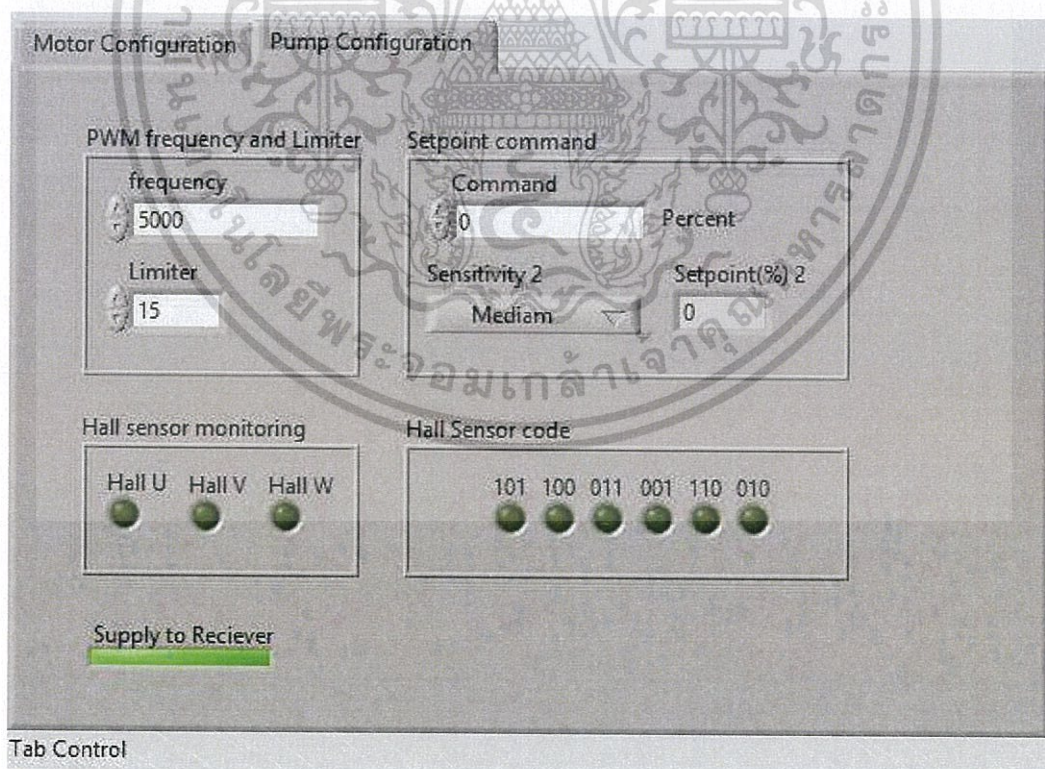 Motor Configuration Pump Configuration
PWM frequency and Limiter
frequency
5000
Limiter
15
Setpoint command
Command
0 Percent
Sensitivity 2 Setpoint(%) 2
Mediam 0
Hall sensor monitoring
Hall U Hall V Hall W
Hall Sensor code
101 100 011 001 110 010
Supply to Reciever
Tab Control